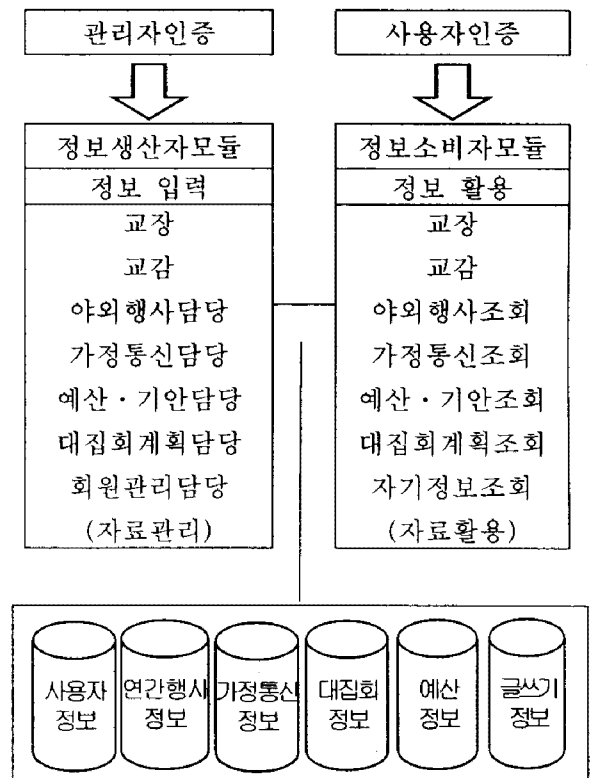 관리자인증
사용자인증
정보생산자모듈
정보 입력
교장
교감
야외행사담당
가정통신담당
예산·기안담당
대집회계획담당
회원관리담당
(자료관리)
정보소비자모듈
정보 활용
교장
교감
야외행사조회
가정통신조회
예산·기안조회
대집회계획조회
자기정보조회
(자료활용)
사용자
정보
연간행사
정보
가정통신
정보
대집회
정보
예산
정보
글쓰기
정보